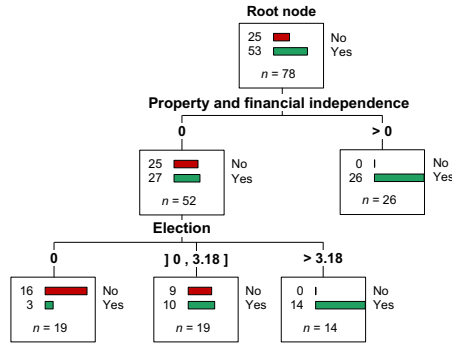 Root node
25 No
53 Yes
n = 78
Property and financial independence
0 > 0
25 No 0 No
27 Yes 26 Yes
n = 52 n = 26
Election
0 ] 0 , 3.18 ] > 3.18
16 No 9 No 0 No
3 Yes 10 Yes 14 Yes
n = 19 n = 19 n = 14